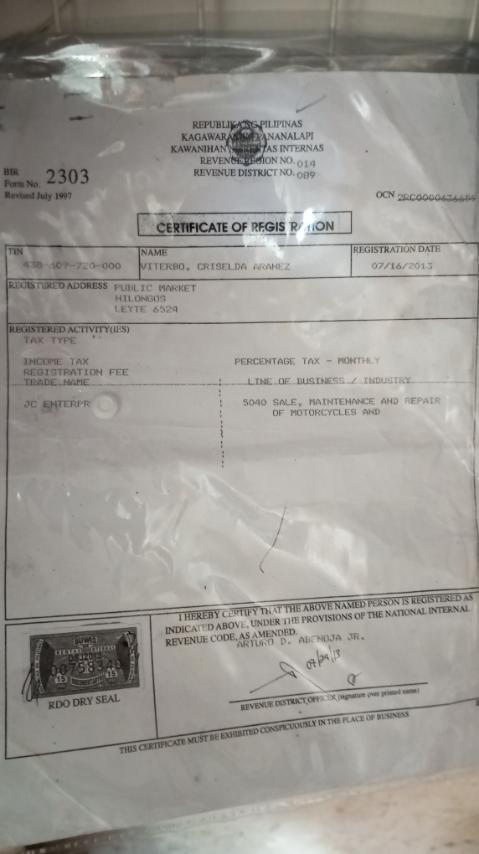 REPUBLIKA NG PILIPINAS
KAGAWARAN NG PANANALAPI
KAWANIHAN NG RENTAS INTERNAS
REVENUE REGION NO. 014
REVENUE DISTRICT NO. 089
BIR
Form No. 2303
Revised July 1997
OCN
CERTIFICATE OF REGISTRATION
TIN NAME REGISTRATION DATE
VITERBO, CRISELDA ARANEZ 07/16/2013
REGISTERED ADDRESS PUBLIC MARKET
HILONGOS
LEYTE 6524
REGISTERED ACTIVITY(IES)
TAX TYPE
INCOME TAX PERCENTAGE TAX - MONTHLY
REGISTRATION FEE
TRADE NAME LINE OF BUSINESS / INDUSTRY
JC ENTERPR 5040 SALE, MAINTENANCE AND REPAIR
OF MOTORCYCLES AND
I HEREBY CERTIFY THAT THE ABOVE NAMED PERSON IS REGISTERED AS
INDICATED ABOVE, UNDER THE PROVISIONS OF THE NATIONAL INTERNAL
REVENUE CODE, AS AMENDED.
ARTURO D. ABENOJA JR.
RDO DRY SEAL
REVENUE DISTRICT OFFICER (signature over printed name)
THIS CERTIFICATE MUST BE EXHIBITED CONSPICUOUSLY IN THE PLACE OF BUSINESS